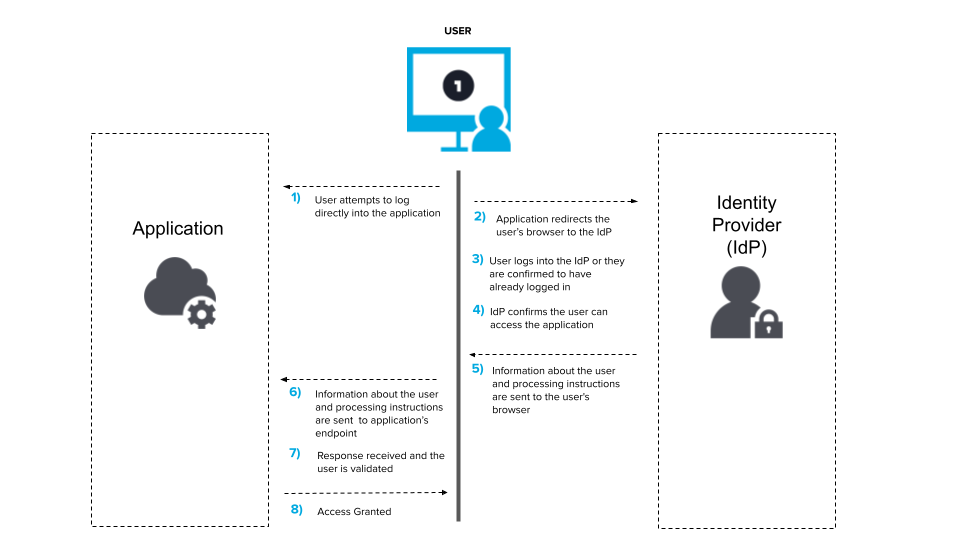 USER
1
Application
Identity
Provider
(IdP)
1) User attempts to log
directly into the application
2) Application redirects the
user's browser to the IdP
3) User logs into the IdP or they
are confirmed to have
already logged in
4) IdP confirms the user can
access the application
5) Information about the user
and processing instructions
are sent to the user's
browser
6) Information about the user
and processing instructions
are sent to application's
endpoint
7) Response received and the
user is validated
8) Access Granted